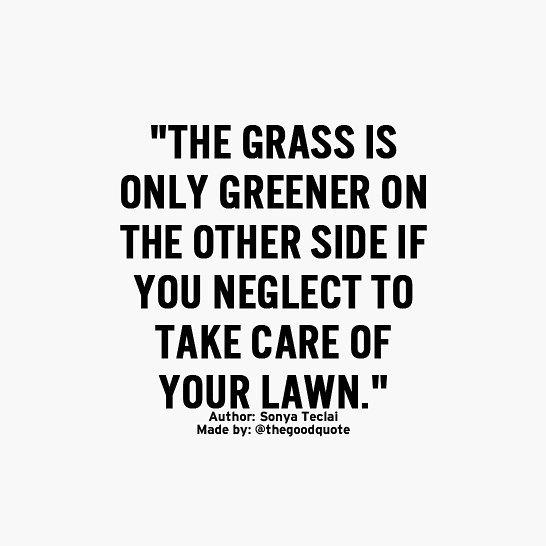 "THE GRASS IS
ONLY GREENER ON
THE OTHER SIDE IF
YOU NEGLECT TO
TAKE CARE OF
YOUR LAWN."
Author: Sonya Teclai
Made by: @thegoodquote